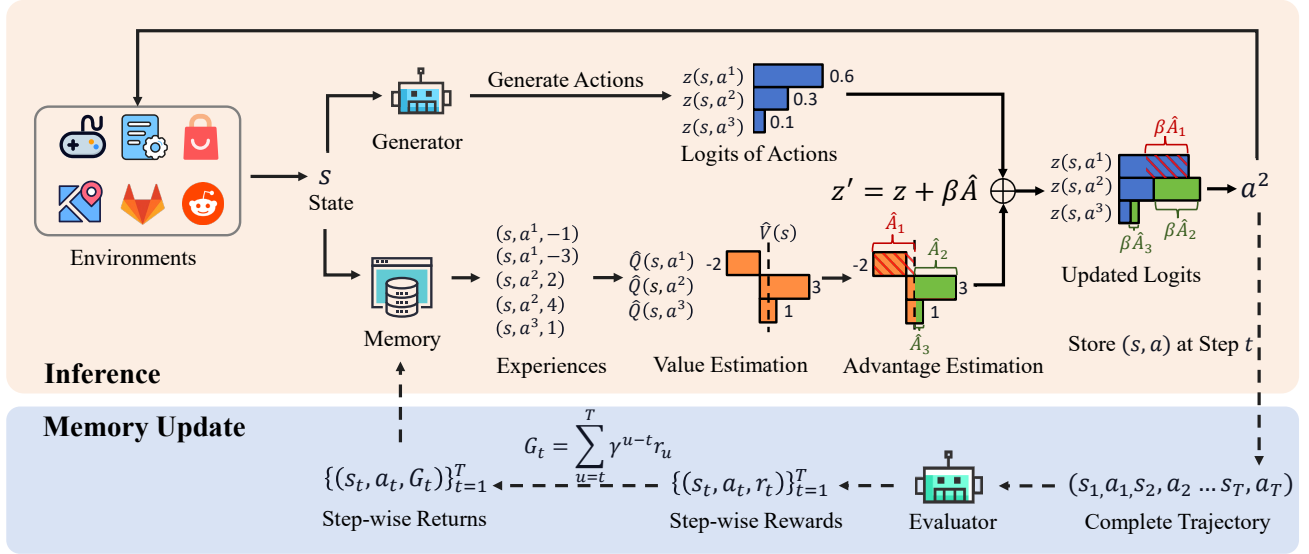 Generate Actions
Generator
z(s, a¹) 0.6
z(s, a²) 0.3
z(s, a³) 0.1
Logits of Actions
s
State
Environments
z′ = z + βÂ
βÂ₁
z(s, a¹)
z(s, a²)
z(s, a³)
βÂ₃ βÂ₂
Updated Logits
a²
Memory
(s, a¹, −1)
(s, a¹, −3)
(s, a², 2)
(s, a², 4)
(s, a³, 1)
Experiences
V̂(s)
Q̂(s, a¹) -2
Q̂(s, a²) 3
Q̂(s, a³) 1
Value Estimation
Â₁
Â₂
-2
3
1
Â₃
Advantage Estimation
Store (s, a) at Step t
Inference
Memory Update
G_t = ∑_{u=t}^{T} γ^{u−t} r_u
{(s_t, a_t, G_t)}_{t=1}^{T}
Step-wise Returns
{(s_t, a_t, r_t)}_{t=1}^{T}
Step-wise Rewards
Evaluator
(s₁,a₁,s₂, a₂ … s_T, a_T)
Complete Trajectory